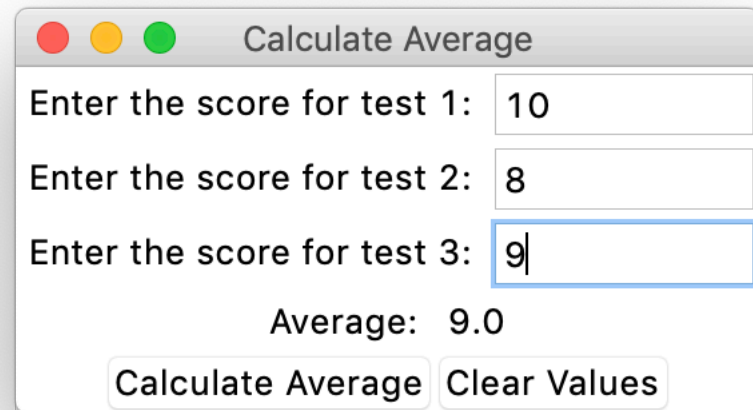 Calculate Average
Enter the score for test 1: 10
Enter the score for test 2: 8
Enter the score for test 3: 9
Average: 9.0
Calculate Average Clear Values